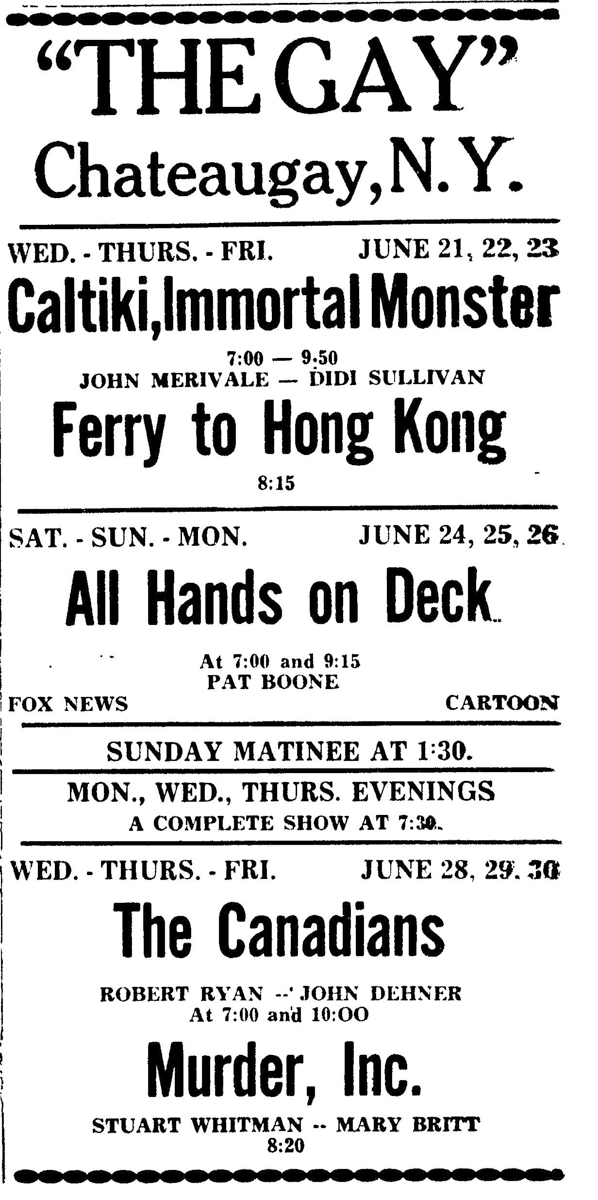 “THE GAY”
Chateaugay, N. Y.
WED. - THURS. - FRI. JUNE 21, 22, 23
Caltiki, Immortal Monster
7:00 — 9.50
JOHN MERIVALE — DIDI SULLIVAN
Ferry to Hong Kong
8:15
SAT. - SUN. - MON. JUNE 24, 25, 26
All Hands on Deck
At 7:00 and 9:15
PAT BOONE
FOX NEWS CARTOON
SUNDAY MATINEE AT 1:30.
MON., WED., THURS. EVENINGS
A COMPLETE SHOW AT 7:30.
WED. - THURS. - FRI. JUNE 28, 29. 30
The Canadians
ROBERT RYAN -- JOHN DEHNER
At 7:00 and 10:00
Murder, Inc.
STUART WHITMAN -- MARY BRITT
8:20